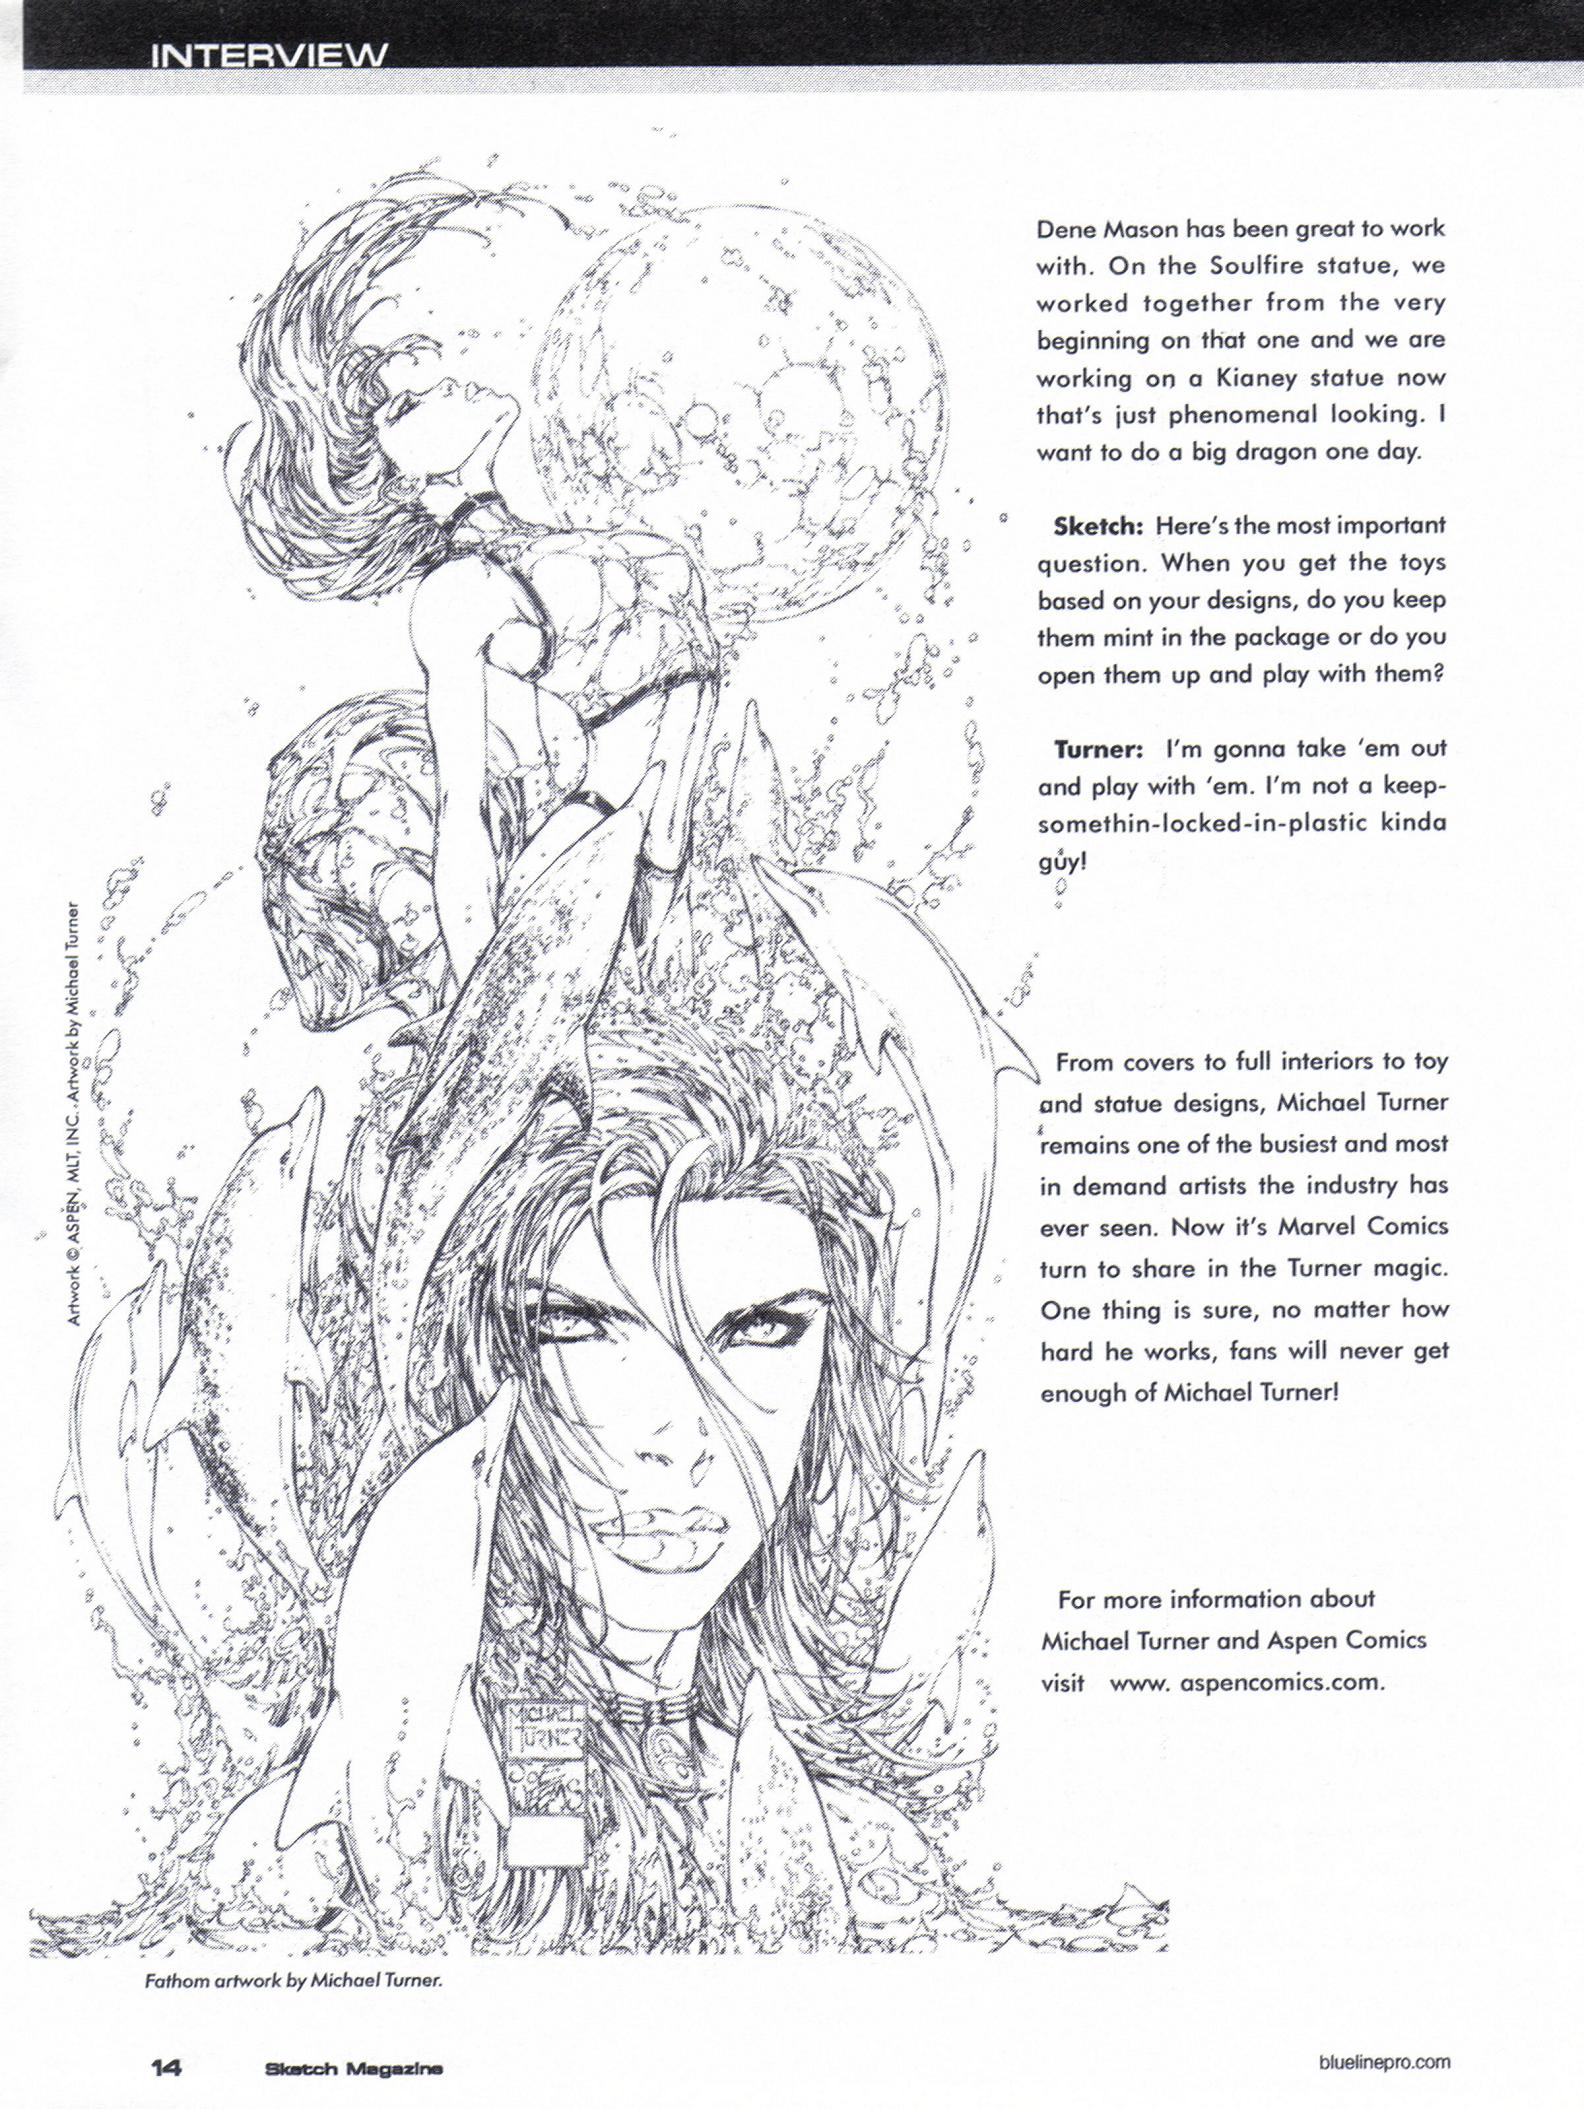 INTERVIEW
Dene Mason has been great to work
with. On the Soulfire statue, we
worked together from the very
beginning on that one and we are
working on a Kianey statue now
that's just phenomenal looking. I
want to do a big dragon one day.
Sketch: Here's the most important
question. When you get the toys
based on your designs, do you keep
them mint in the package or do you
open them up and play with them?
Turner: I'm gonna take 'em out
and play with 'em. I'm not a keep-
somethin-locked-in-plastic kinda
guy!
From covers to full interiors to toy
and statue designs, Michael Turner
remains one of the busiest and most
in demand artists the industry has
ever seen. Now it's Marvel Comics
turn to share in the Turner magic.
One thing is sure, no matter how
hard he works, fans will never get
enough of Michael Turner!
For more information about
Michael Turner and Aspen Comics
visit www. aspencomics.com.
Artwork © ASPEN, MLT, INC. Artwork by Michael Turner
MICHAEL
TURNER
Fathom artwork by Michael Turner.
14 Sketch Magazine
bluelinepro.com